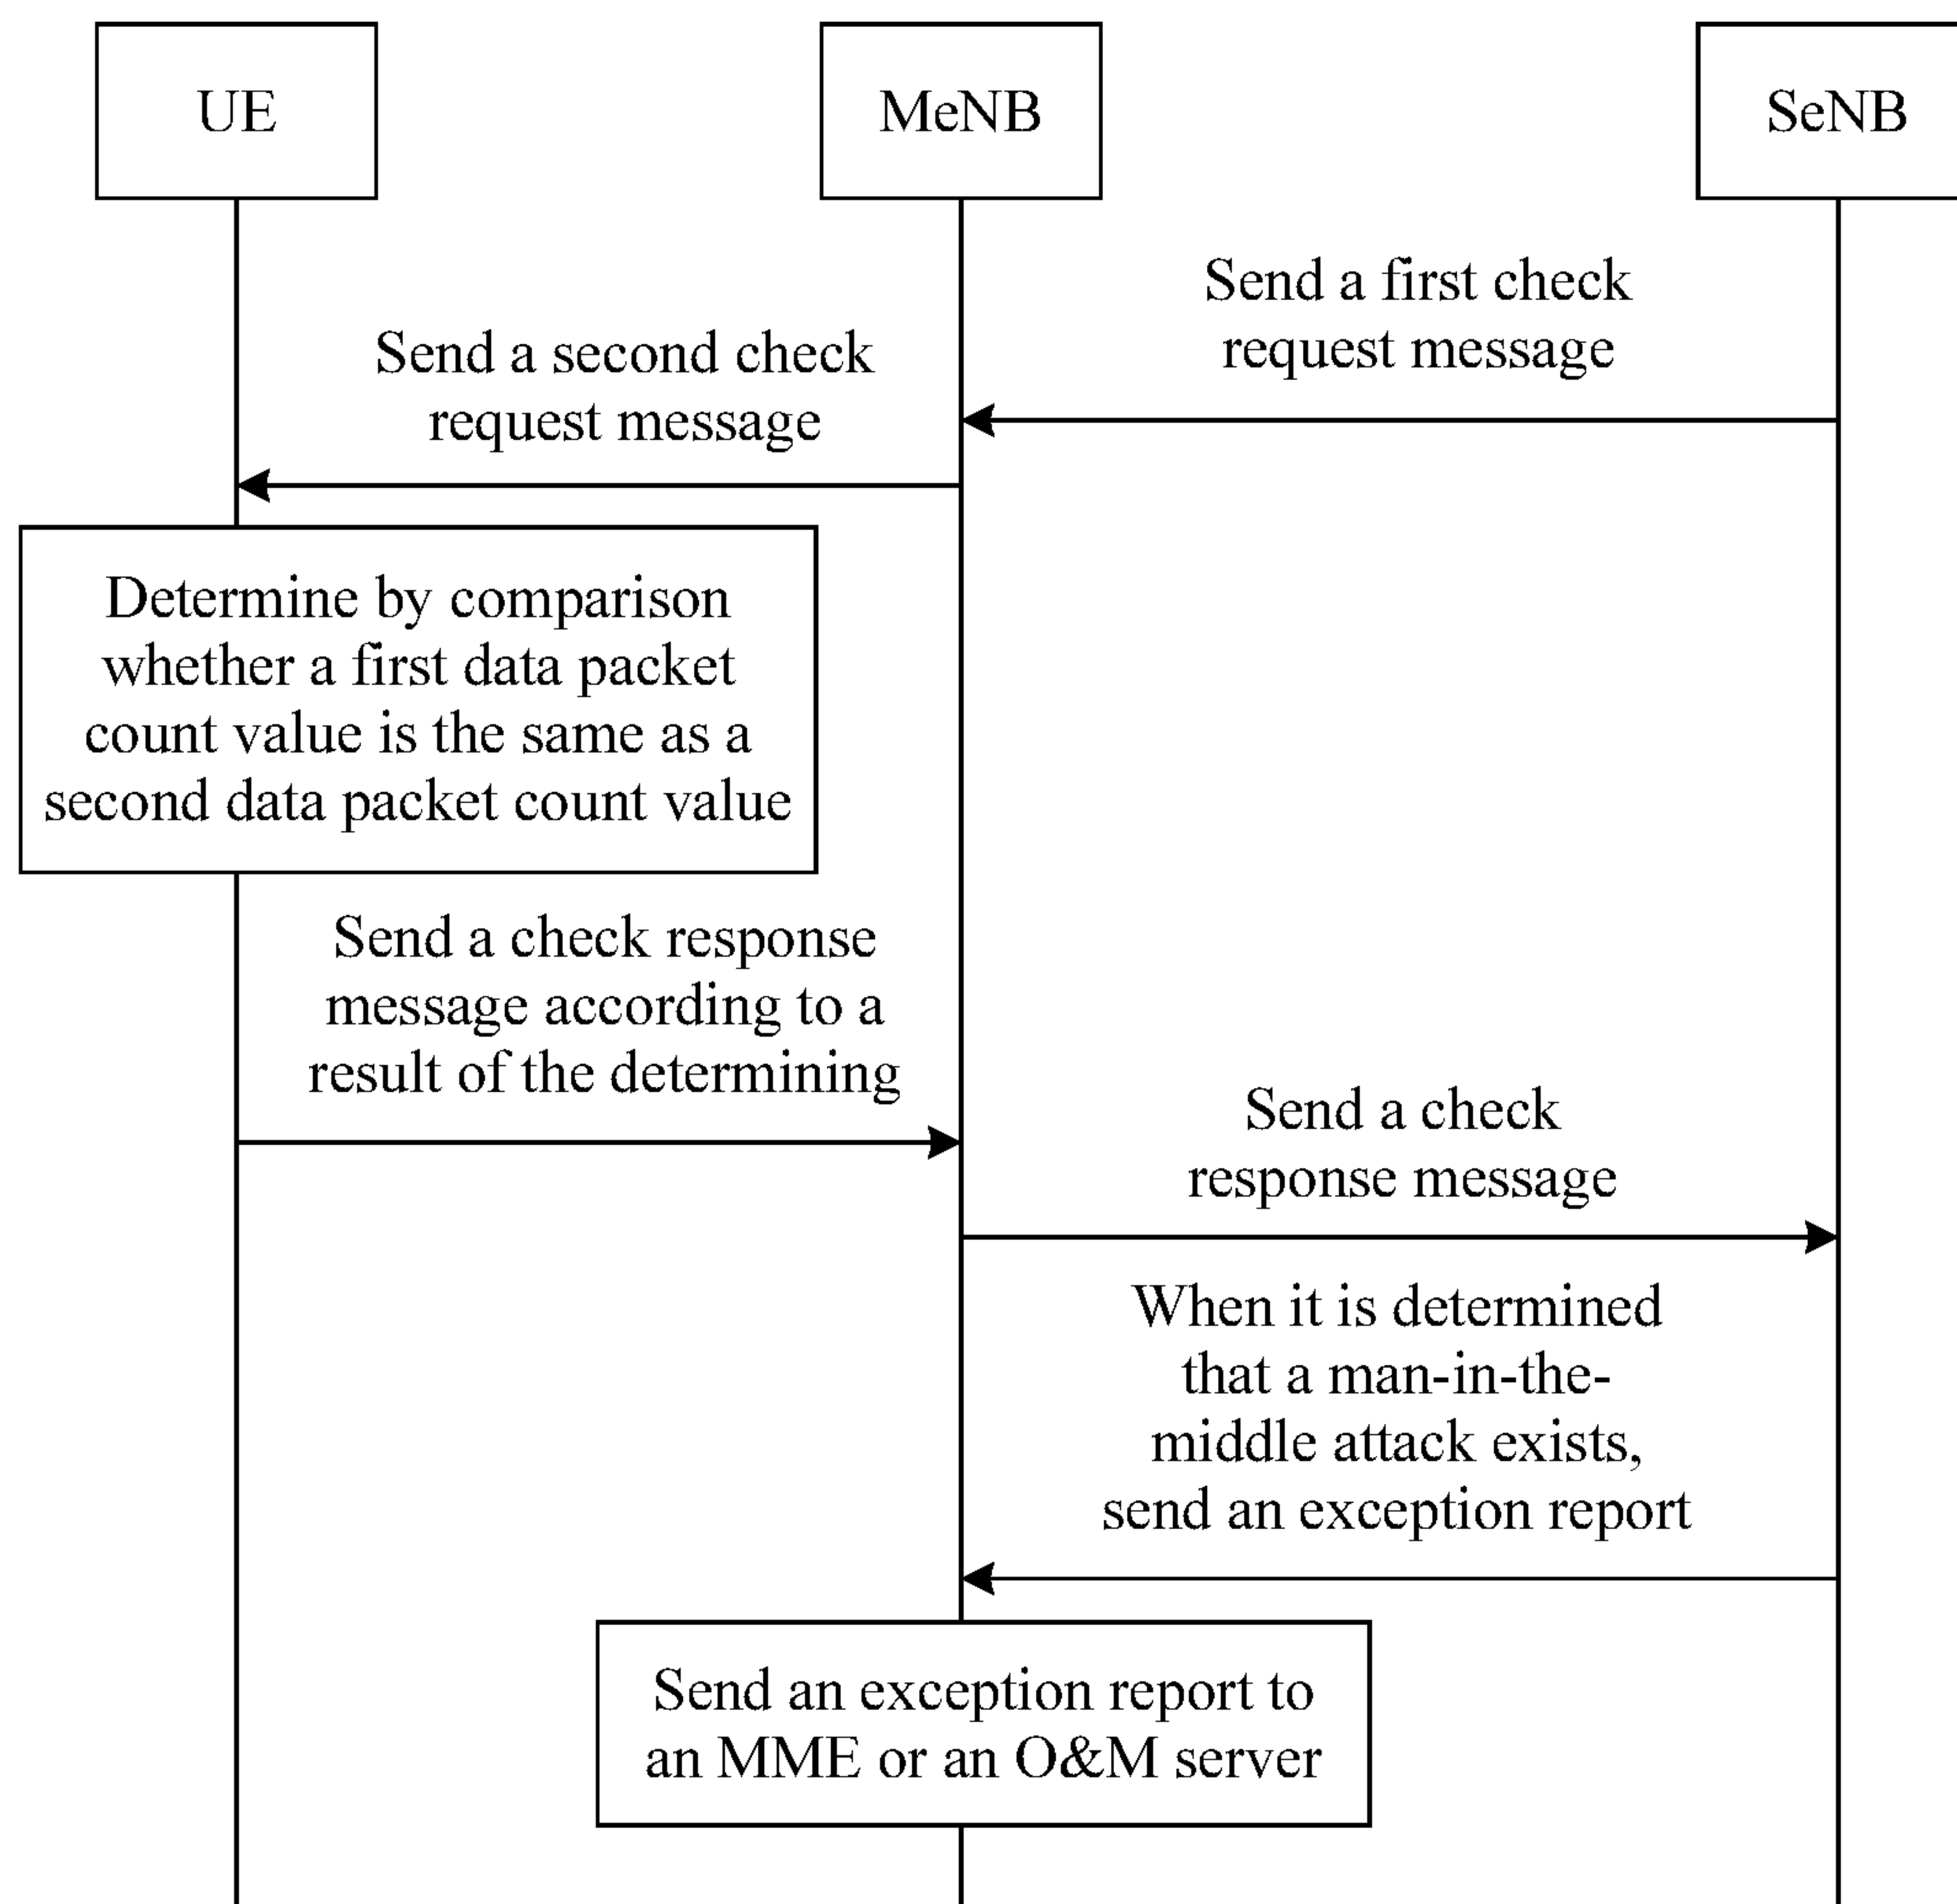 UE
MeNB
SeNB
Send a first check
request message
Send a second check
request message
Determine by comparison
whether a first data packet
count value is the same as a
second data packet count value
Send a check response
message according to a
result of the determining
Send a check
response message
When it is determined
that a man-in-the-
middle attack exists,
send an exception report
Send an exception report to
an MME or an O&M server